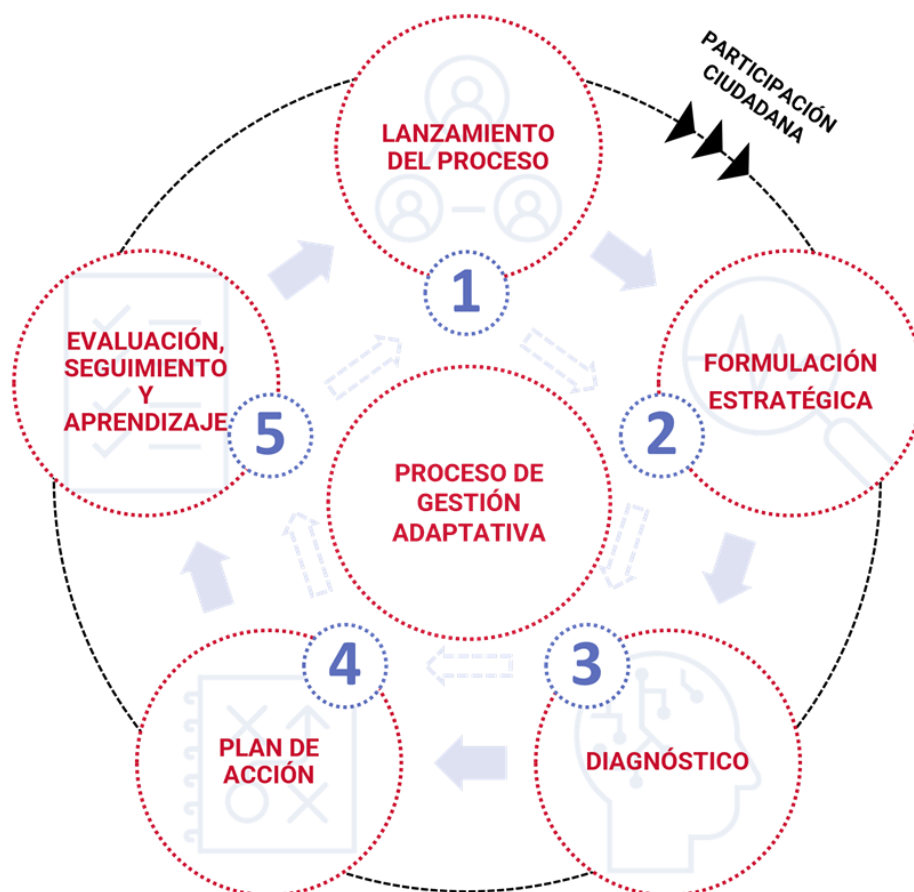 PARTICIPACIÓN
CIUDADANA
LANZAMIENTO
DEL PROCESO
1
FORMULACIÓN
ESTRATÉGICA
2
DIAGNÓSTICO
3
PLAN DE
ACCIÓN
4
EVALUACIÓN,
SEGUIMIENTO
Y
APRENDIZAJE
5
PROCESO DE
GESTIÓN
ADAPTATIVA